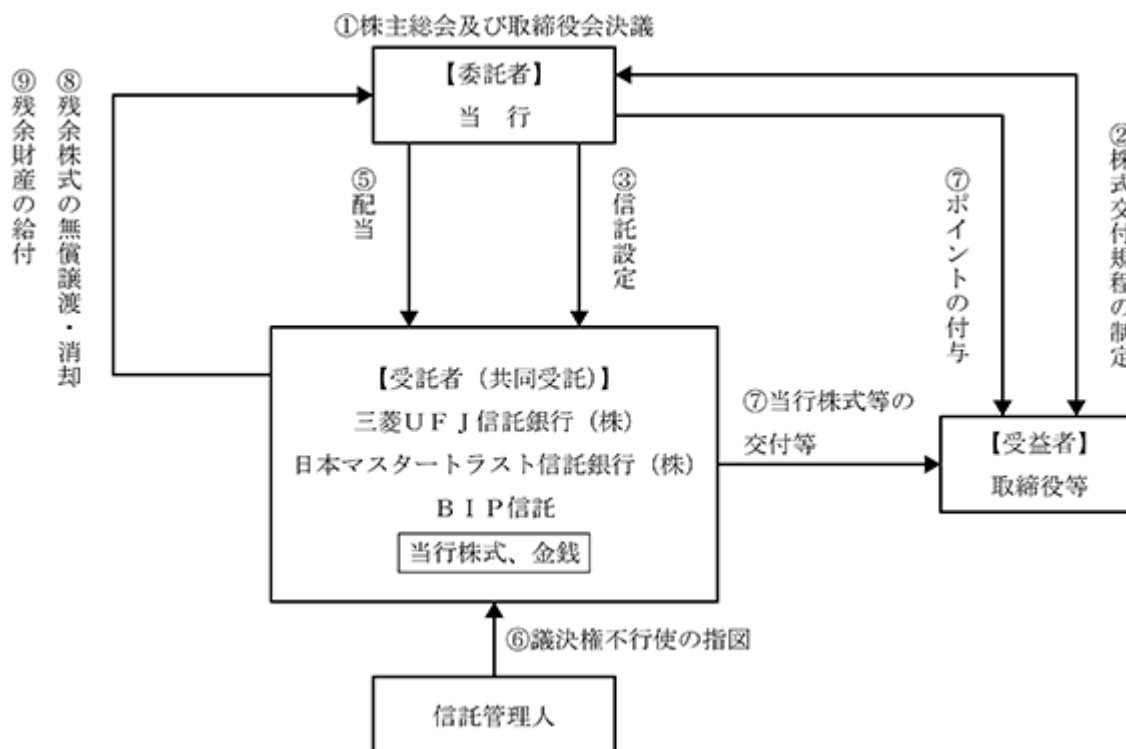 ①株主総会及び取締役会決議
【委託者】
当　行
⑨残余財産の給付
⑧残余株式の無償譲渡・消却
⑤配当
③信託設定
⑦ポイントの付与
②株式交付規程の制定
【受託者（共同受託）】
三菱ＵＦＪ信託銀行（株）
日本マスタートラスト信託銀行（株）
ＢＩＰ信託
当行株式、金銭
⑦当行株式等の
交付等
【受益者】
取締役等
⑥議決権不行使の指図
信託管理人